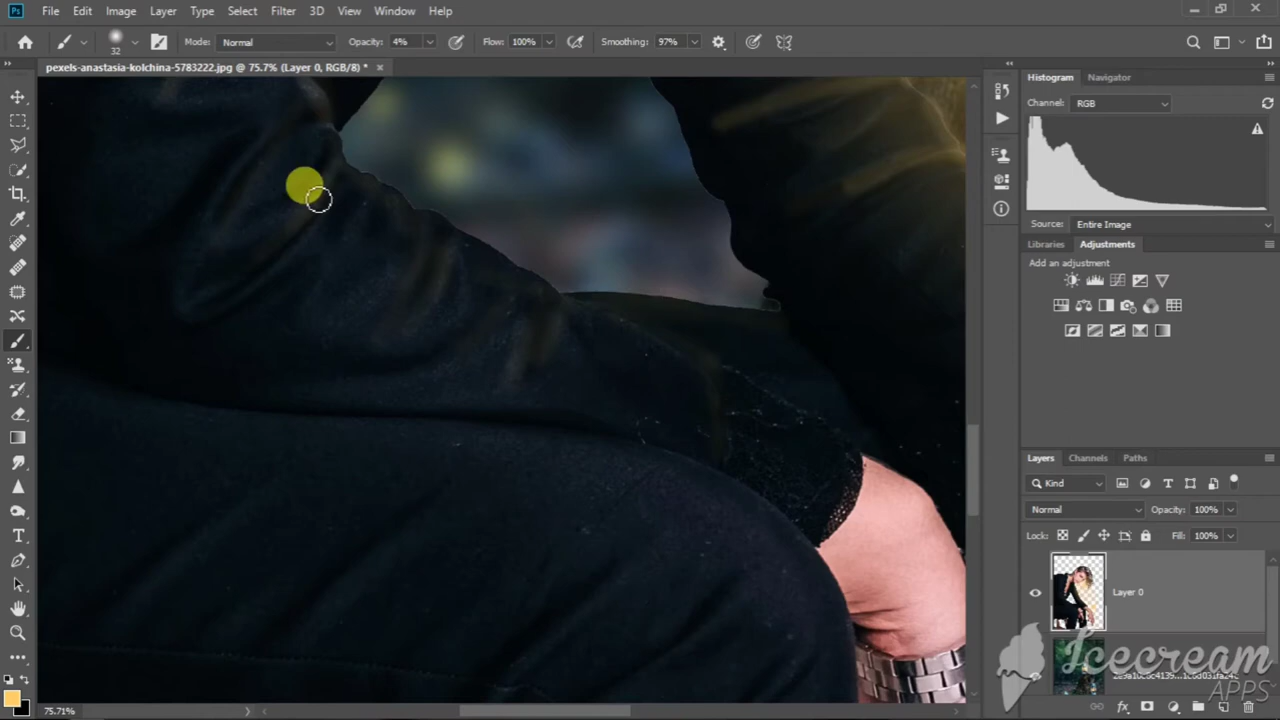 Ps File Edit Image Layer Type Select Filter 3D View Window Help
32 Mode: Normal Opacity: 4% Flow: 100% Smoothing: 97%
pexels-anastasia-kolchina-5783222.jpg @ 75.7% (Layer 0, RGB/8) *
Histogram Navigator
Channel: RGB
Source: Entire Image
Libraries Adjustments
Add an adjustment
Layers Channels Paths
Kind
Normal Opacity: 100%
Lock: Fill: 100%
Layer 0
Icecream
APPS
75.71%